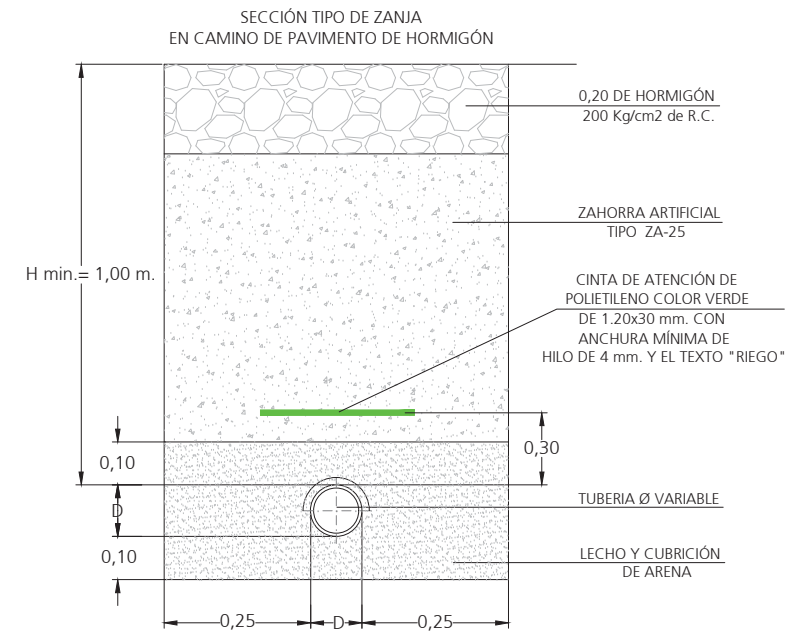 SECCIÓN TIPO DE ZANJA
EN CAMINO DE PAVIMENTO DE HORMIGÓN
0,20 DE HORMIGÓN
200 Kg/cm2 de R.C.
ZAHORRA ARTIFICIAL
TIPO ZA-25
H min.= 1,00 m.
CINTA DE ATENCIÓN DE
POLIETILENO COLOR VERDE
DE 1.20x30 mm. CON
ANCHURA MÍNIMA DE
HILO DE 4 mm. Y EL TEXTO "RIEGO"
0,30
0,10
D
TUBERIA Ø VARIABLE
0,10
LECHO Y CUBRICIÓN
DE ARENA
0,25 D 0,25